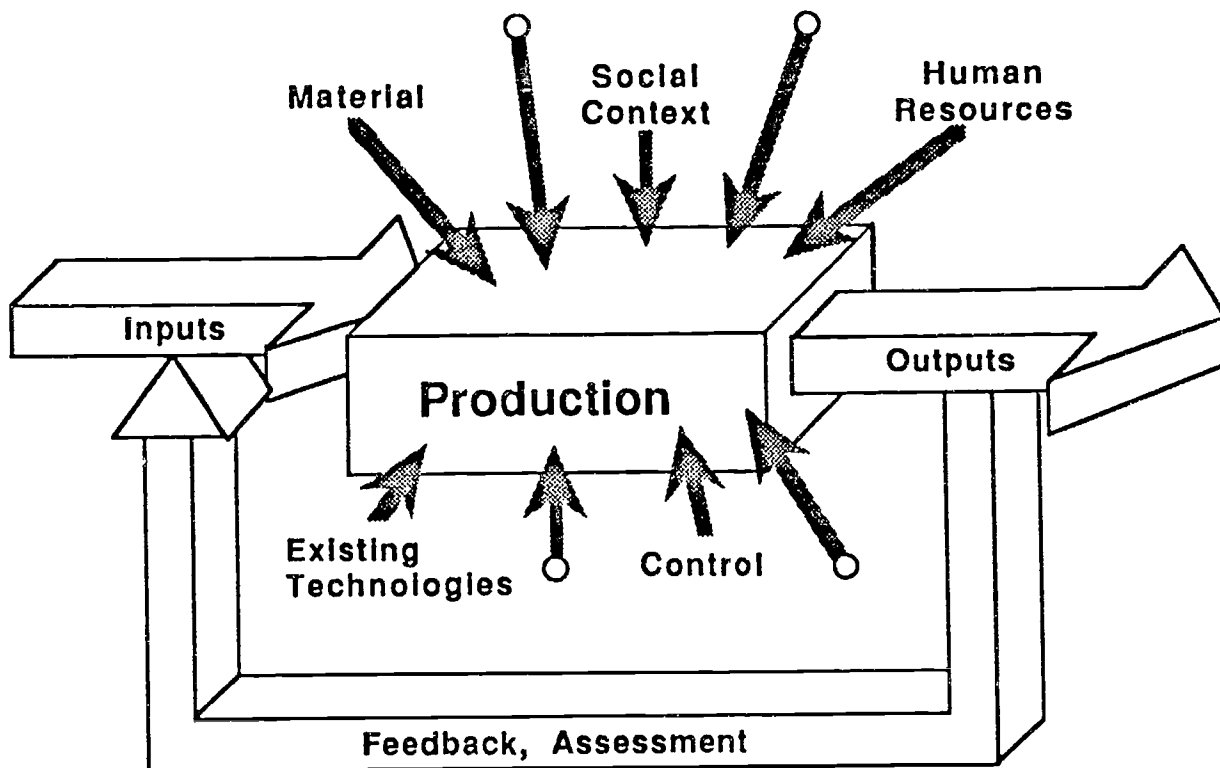 Material
Social
Context
Human
Resources
Inputs
Outputs
Production
Existing
Technologies
Control
Feedback, Assessment